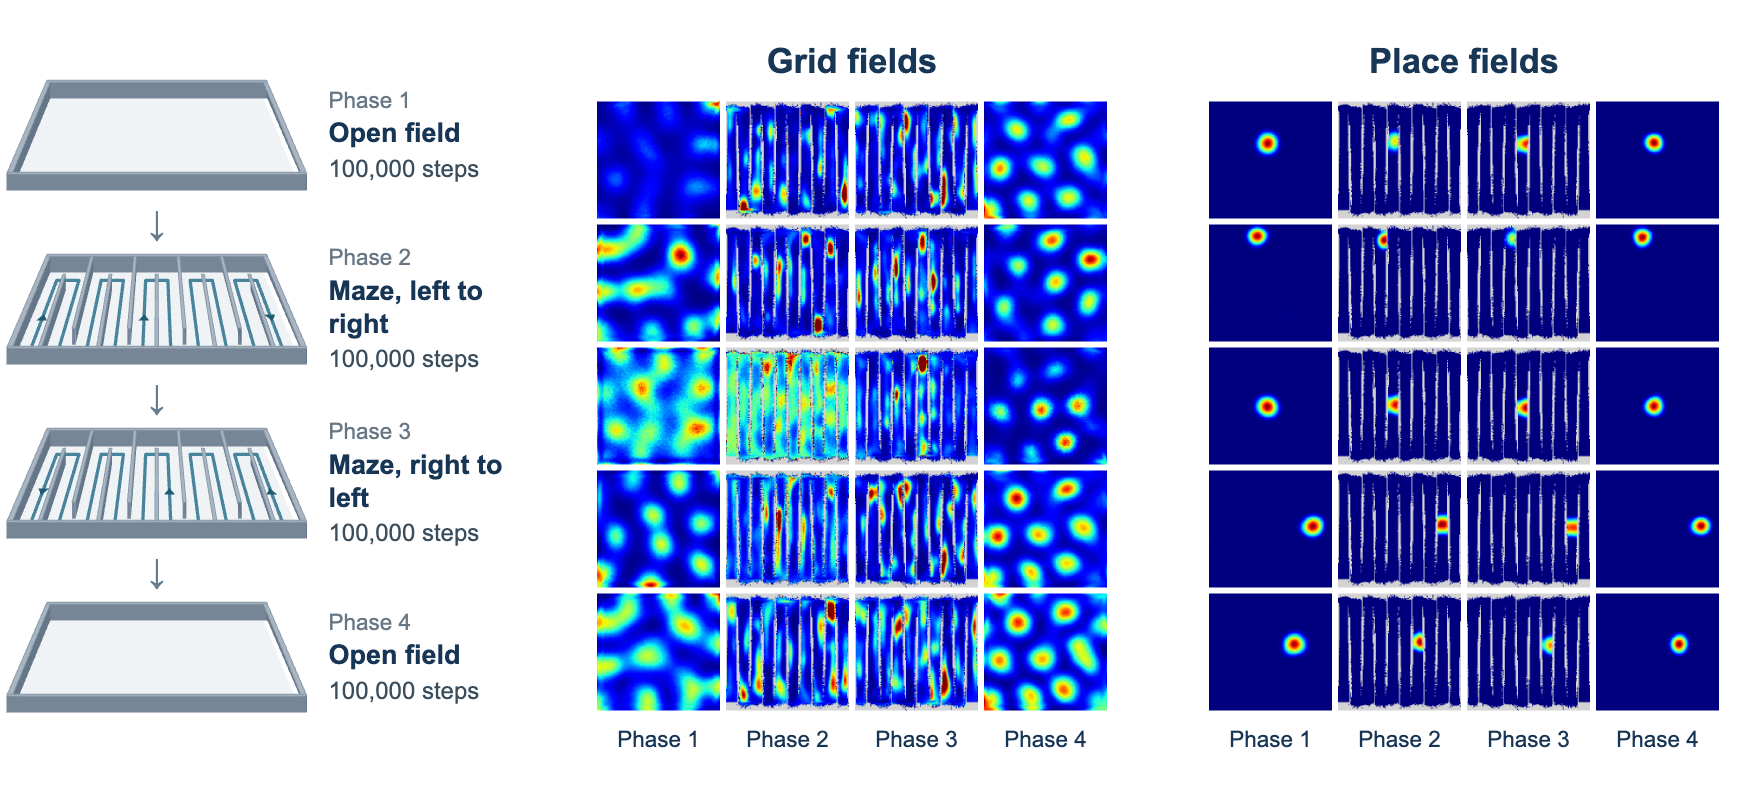 Grid fields
Place fields
Phase 1
Open field
100,000 steps
Phase 2
Maze, left to
right
100,000 steps
Phase 3
Maze, right to
left
100,000 steps
Phase 4
Open field
100,000 steps
Phase 1
Phase 2
Phase 3
Phase 4
Phase 1
Phase 2
Phase 3
Phase 4